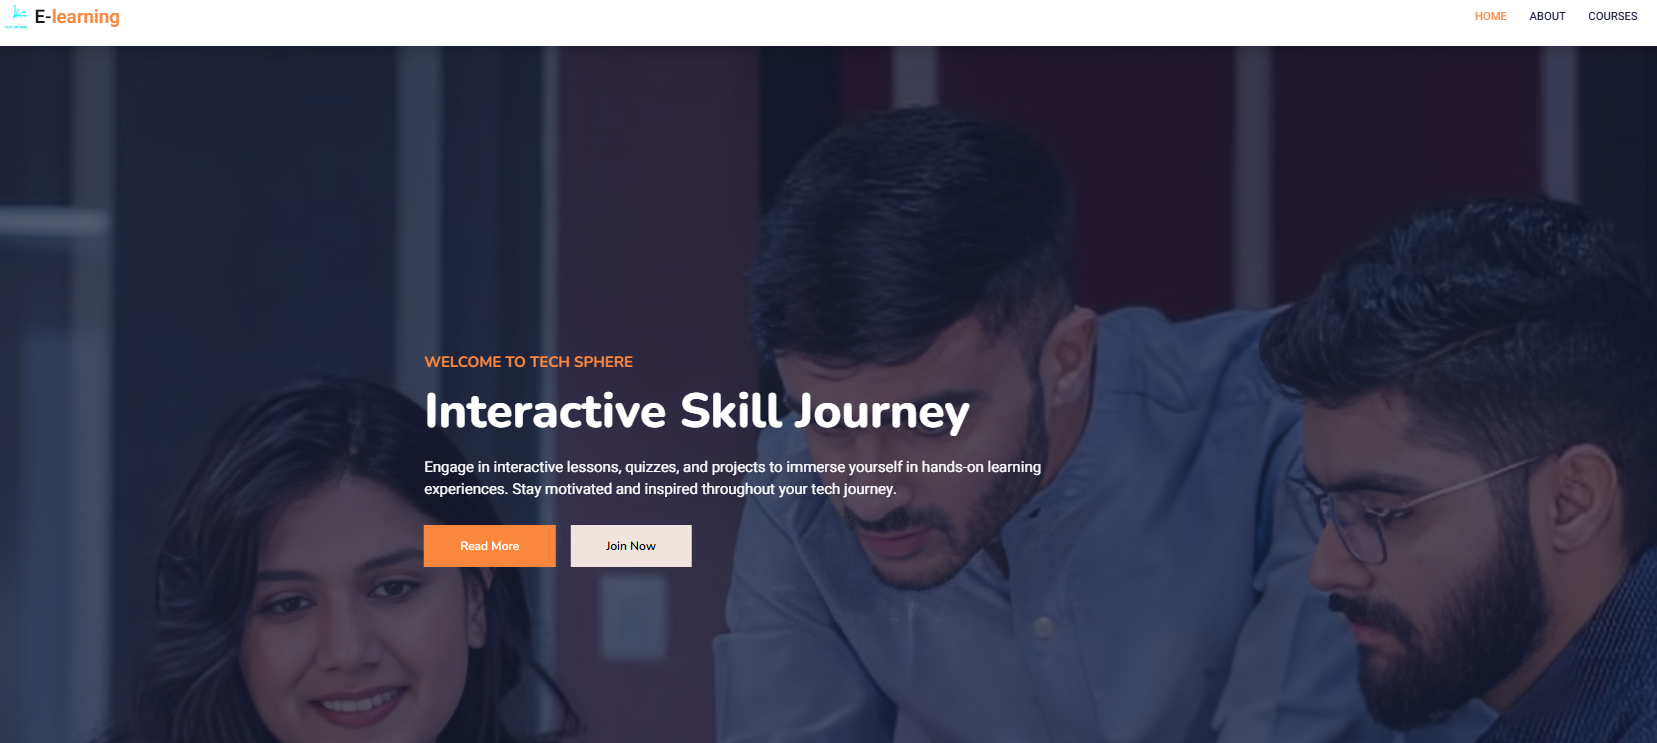 E-learning
HOME ABOUT COURSES
WELCOME TO TECH SPHERE
Interactive Skill Journey
Engage in interactive lessons, quizzes, and projects to immerse yourself in hands-on learning
experiences. Stay motivated and inspired throughout your tech journey.
Read More Join Now